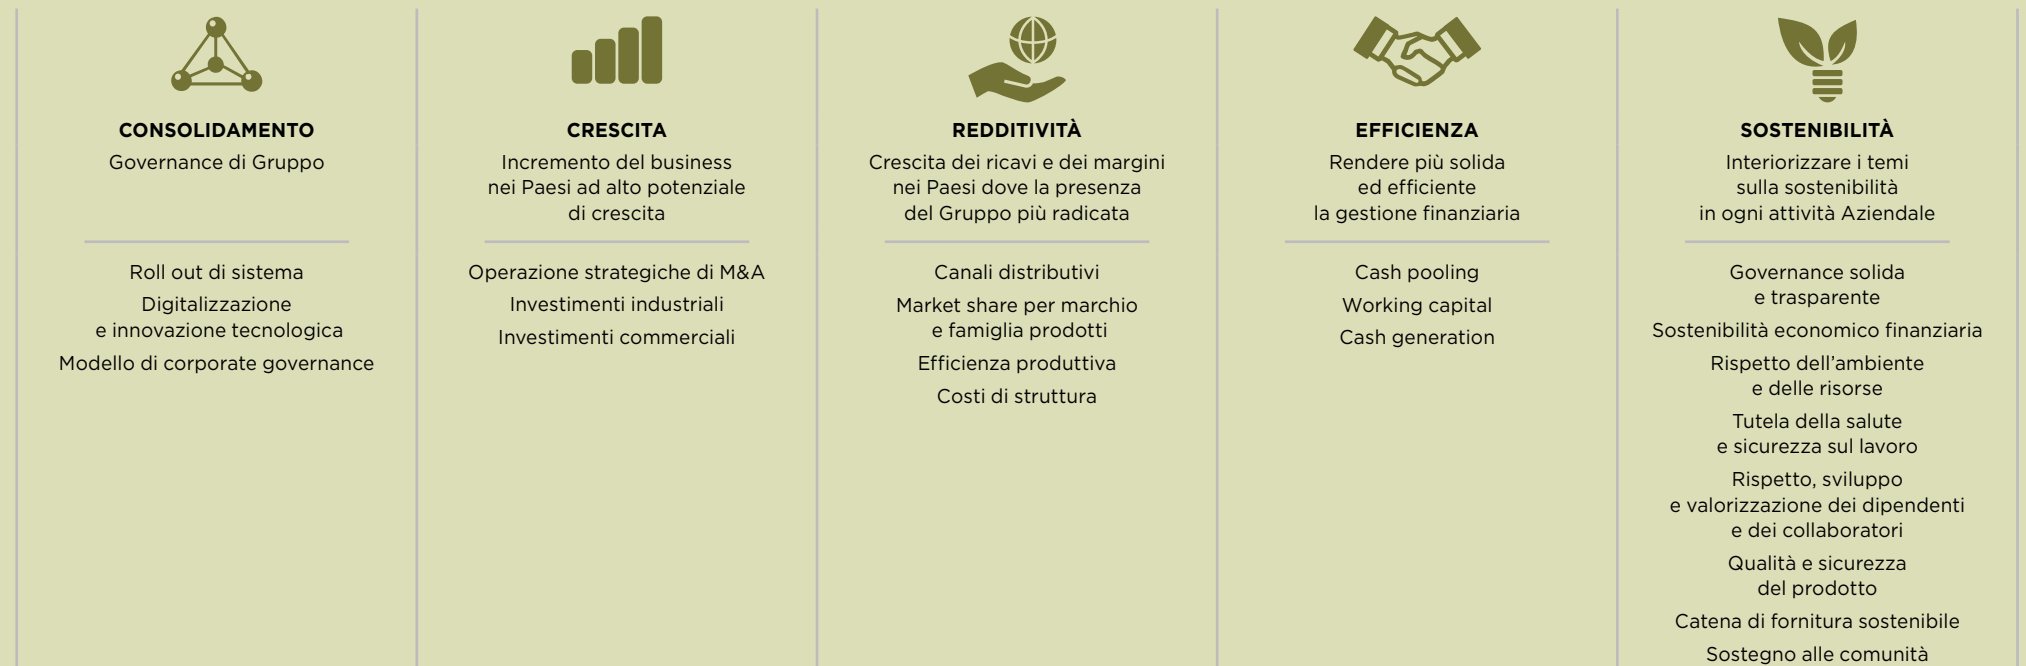 CONSOLIDAMENTO
Governance di Gruppo
Roll out di sistema
Digitalizzazione
e innovazione tecnologica
Modello di corporate governance
CRESCITA
Incremento del business
nei Paesi ad alto potenziale
di crescita
Operazione strategiche di M&A
Investimenti industriali
Investimenti commerciali
REDDITIVITÀ
Crescita dei ricavi e dei margini
nei Paesi dove la presenza
del Gruppo più radicata
Canali distributivi
Market share per marchio
e famiglia prodotti
Efficienza produttiva
Costi di struttura
EFFICIENZA
Rendere più solida
ed efficiente
la gestione finanziaria
Cash pooling
Working capital
Cash generation
SOSTENIBILITÀ
Interiorizzare i temi
sulla sostenibilità
in ogni attività Aziendale
Governance solida
e trasparente
Sostenibilità economico finanziaria
Rispetto dell’ambiente
e delle risorse
Tutela della salute
e sicurezza sul lavoro
Rispetto, sviluppo
e valorizzazione dei dipendenti
e dei collaboratori
Qualità e sicurezza
del prodotto
Catena di fornitura sostenibile
Sostegno alle comunità